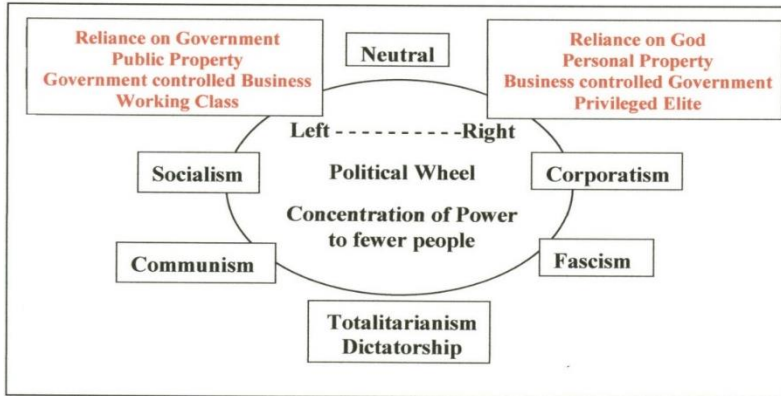 Reliance on Government
Public Property
Government controlled Business
Working Class
Neutral
Reliance on God
Personal Property
Business controlled Government
Privileged Elite
Left - - - - - - - - - - -Right
Socialism
Political Wheel
Corporatism
Concentration of Power
to fewer people
Communism
Fascism
Totalitarianism
Dictatorship